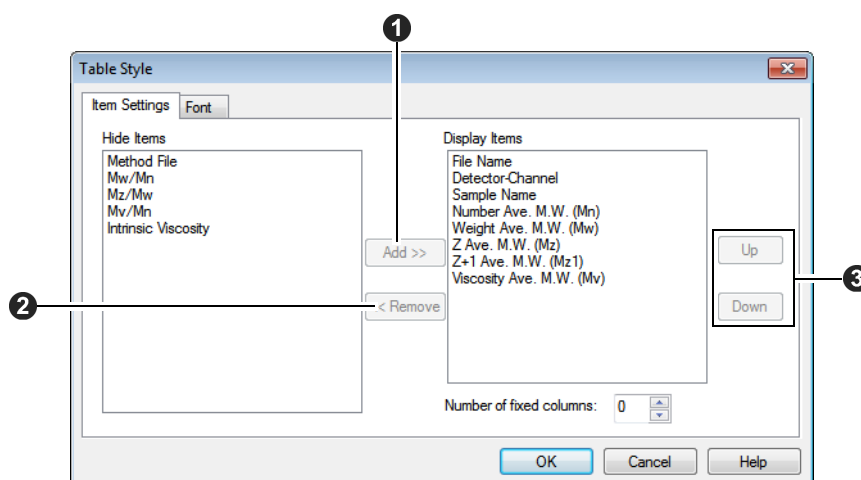 1
Table Style
Item Settings Font
Hide Items
Method File
Mw/Mn
Mz/Mw
Mv/Mn
Intrinsic Viscosity
Add >>
2
< Remove
Display Items
File Name
Detector-Channel
Sample Name
Number Ave. M.W. (Mn)
Weight Ave. M.W. (Mw)
Z Ave. M.W. (Mz)
Z+1 Ave. M.W. (Mz1)
Viscosity Ave. M.W. (Mv)
Up
3
Down
Number of fixed columns: 0
OK Cancel Help